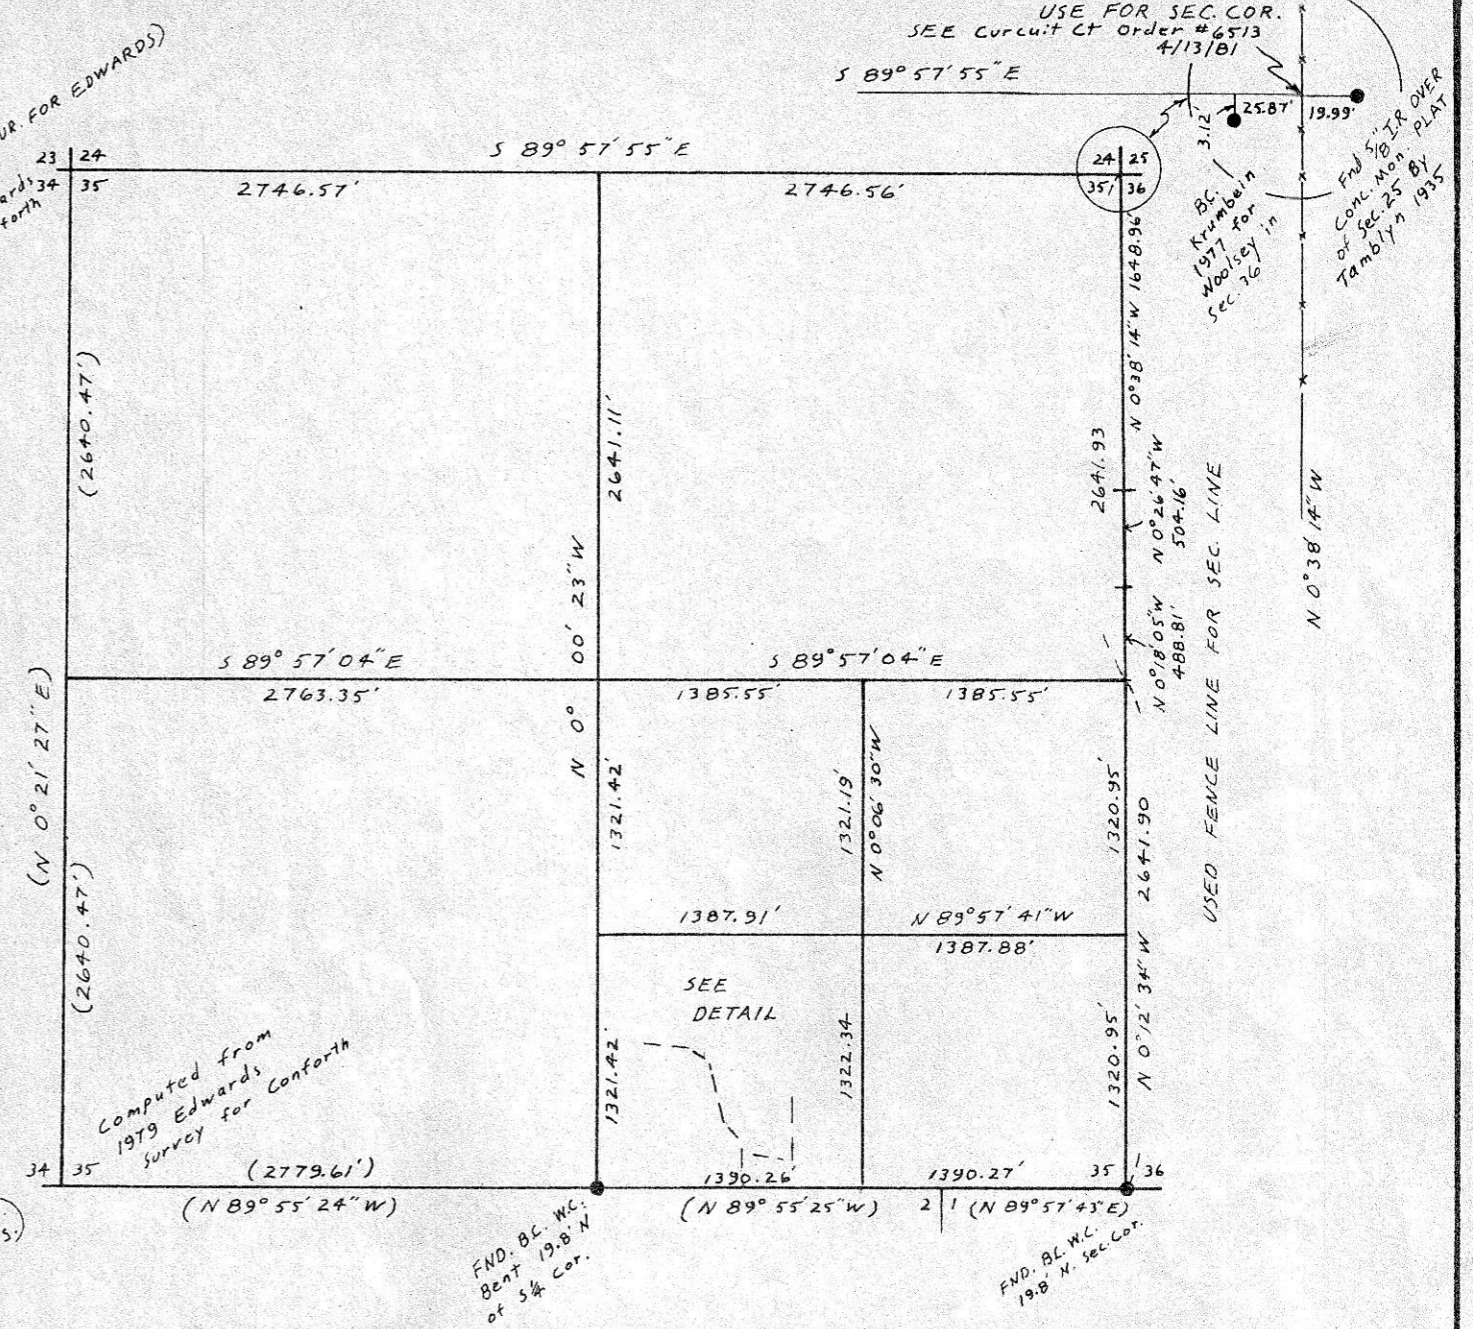 USE FOR SEC. COR.
SEE Curcuit Ct Order #6513
4/13/81
S 89° 57' 55" E
25.87'
19.99'
3.12'
B.C.
Krumbein
1977 for
Woolsey in
Sec. 36
Fnd 5/8" I.R OVER
Conc. Mon. PLAT
of Sec. 25 By
Tamblyn 1935
UR. FOR EDWARDS)
23 24
34 35
ards
forth
S 89° 57' 55" E
2746.57'
2746.56'
24 25
35 36
N 0°38' 14" W 1648.96'
(2640.47')
2641.11'
2641.93
N 0°26' 47" W
504.16'
N 0°18' 05" W
488.81'
USED FENCE LINE FOR SEC. LINE
N 0°38' 14" W
N 0° 00' 23" W
S 89° 57' 04" E
2763.35'
S 89° 57' 04" E
1385.55'
1385.55'
(N 0° 21' 27" E)
1321.42'
1321.19'
N 0°06' 30" W
1320.95'
2641.90
(2640.47')
1387.91'
N 89° 57' 41" W
1387.88'
SEE
DETAIL
1321.42'
1322.34
1320.95'
N 0°12' 34" W
Computed from
1979 Edwards
Survey for Conforth
34 35
(2779.61')
1390.26'
1390.27'
35 36
(N 89° 55' 24" W)
(N 89° 55' 25" W)
2 1
(N 89° 57' 43" E)
S.)
FND. B.C. W.C.
Bent 19.8' N
of S¼ Cor.
FND. B.C. W.C.
19.8' N. Sec. Cor.